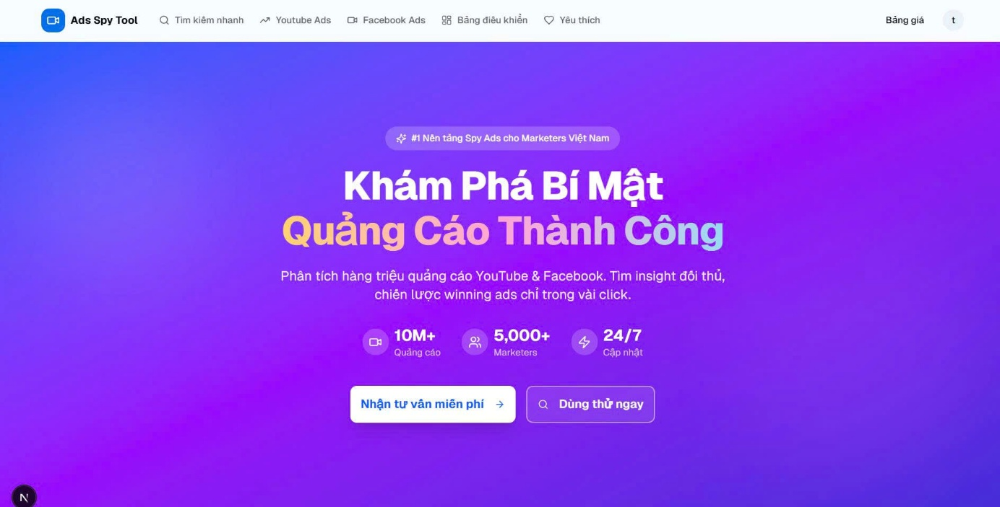 Ads Spy Tool
Tìm kiếm nhanh
Youtube Ads
Facebook Ads
Bảng điều khiển
Yêu thích
Bảng giá
t
#1 Nền tảng Spy Ads cho Marketers Việt Nam
Khám Phá Bí Mật
Quảng Cáo Thành Công
Phân tích hàng triệu quảng cáo YouTube & Facebook. Tìm insight đối thủ,
chiến lược winning ads chỉ trong vài click.
10M+
Quảng cáo
5,000+
Marketers
24/7
Cập nhật
Nhận tư vấn miễn phí
Dùng thử ngay
N